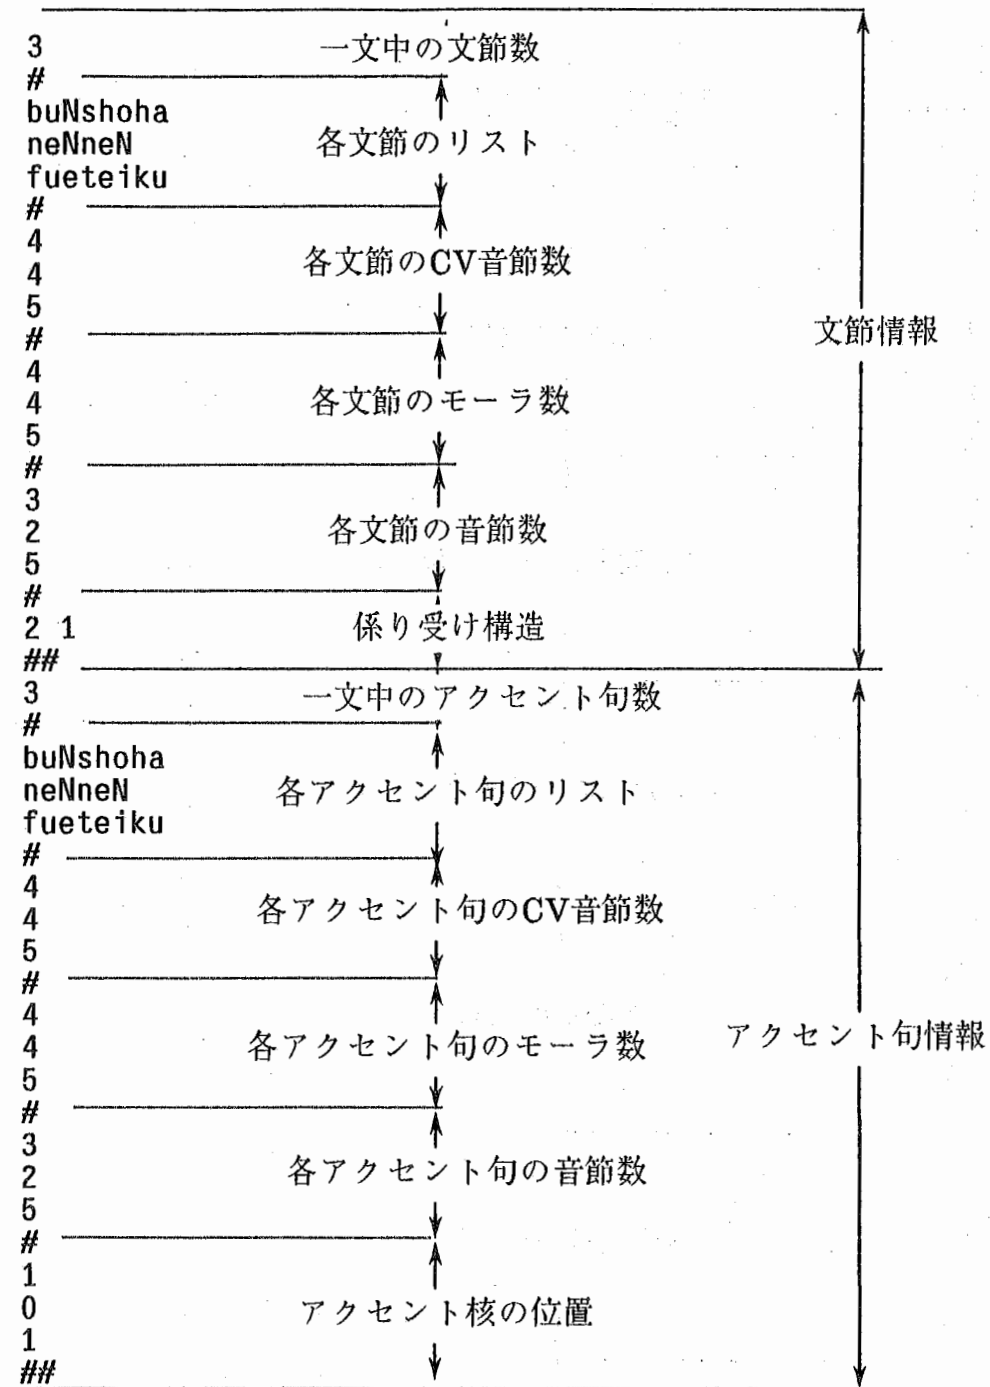 3 一文中の文節数
#
buNshoha
neNneN 各文節のリスト
fueteiku
#
4
4 各文節のCV音節数
5
# 文節情報
4
4 各文節のモーラ数
5
#
3
2 各文節の音節数
5
#
2 1 係り受け構造
##
3 一文中のアクセント句数
#
buNshoha
neNneN 各アクセント句のリスト
fueteiku
#
4
4 各アクセント句のCV音節数
5
#
4
4 各アクセント句のモーラ数 アクセント句情報
5
#
3
2 各アクセント句の音節数
5
#
1
0 アクセント核の位置
1
##